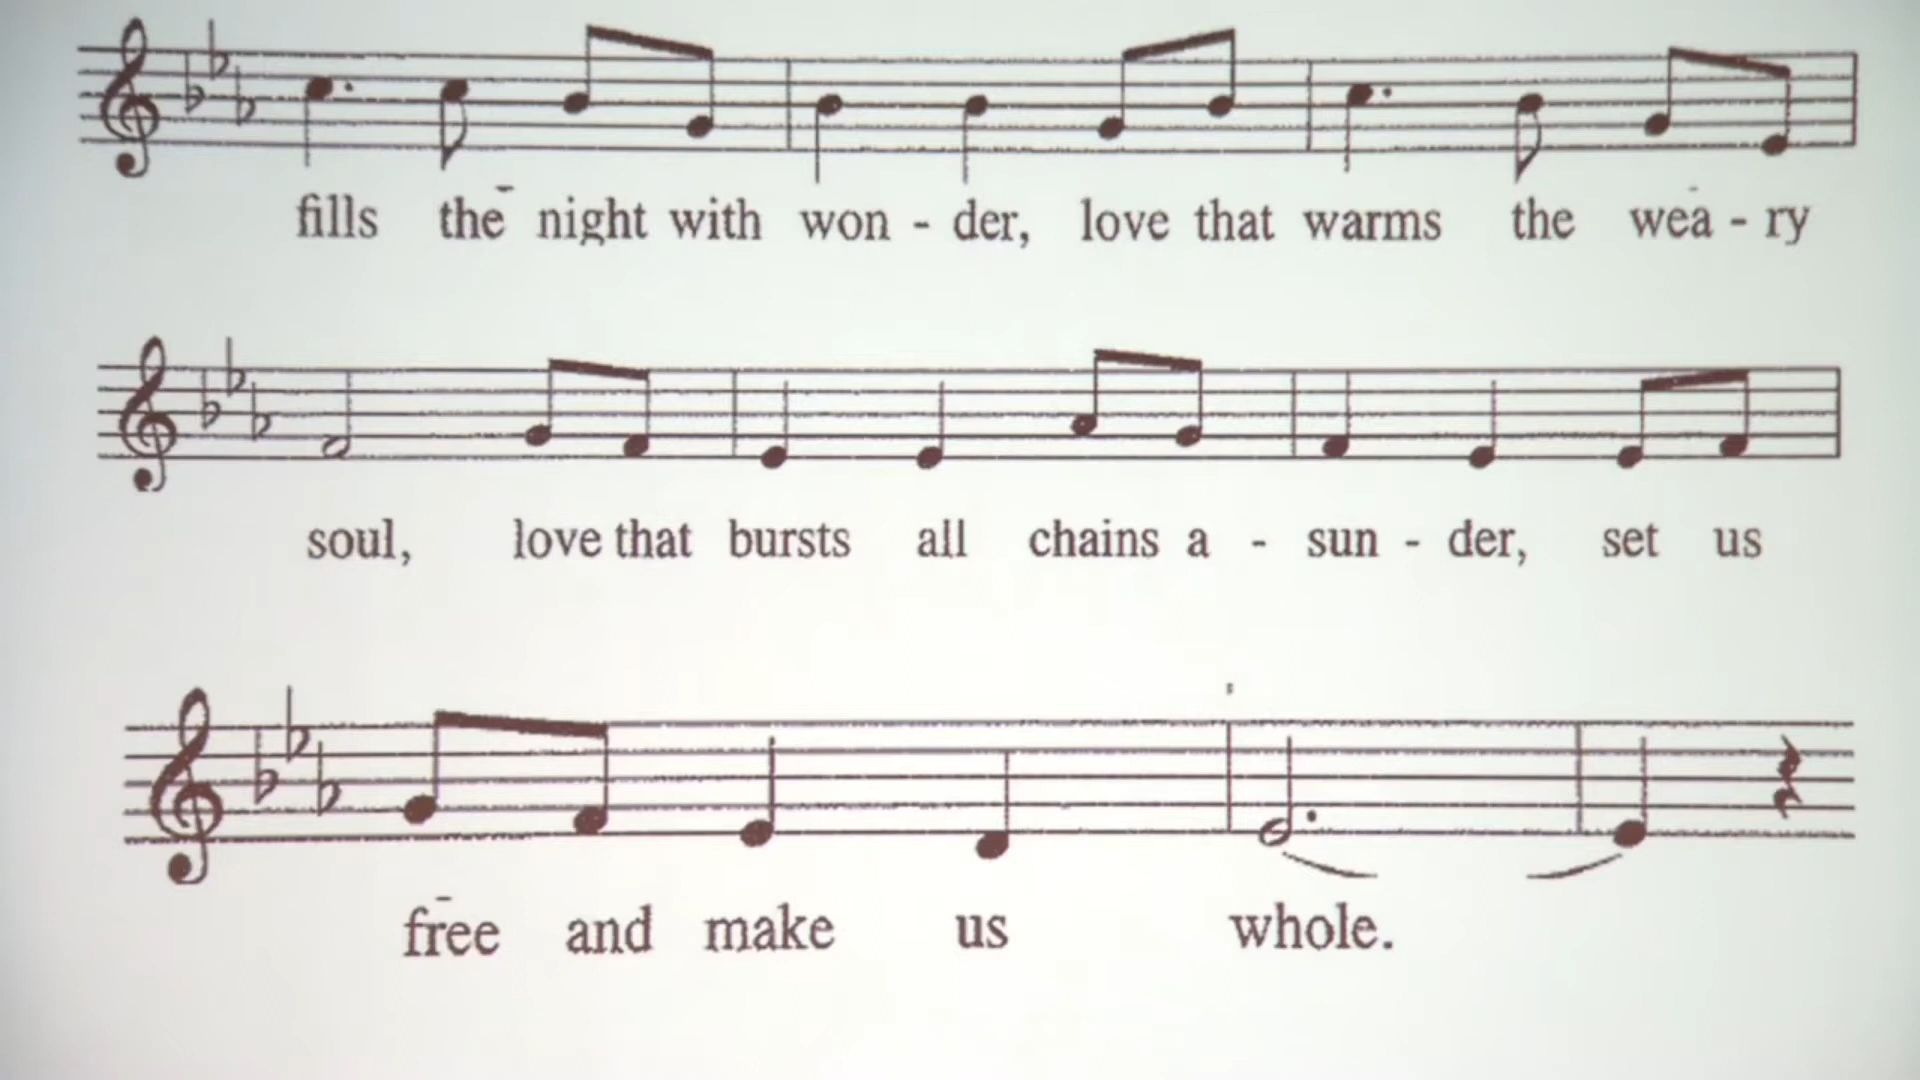 fills the night with won - der, love that warms the wea - ry
soul, love that bursts all chains a - sun - der, set us
free and make us whole.